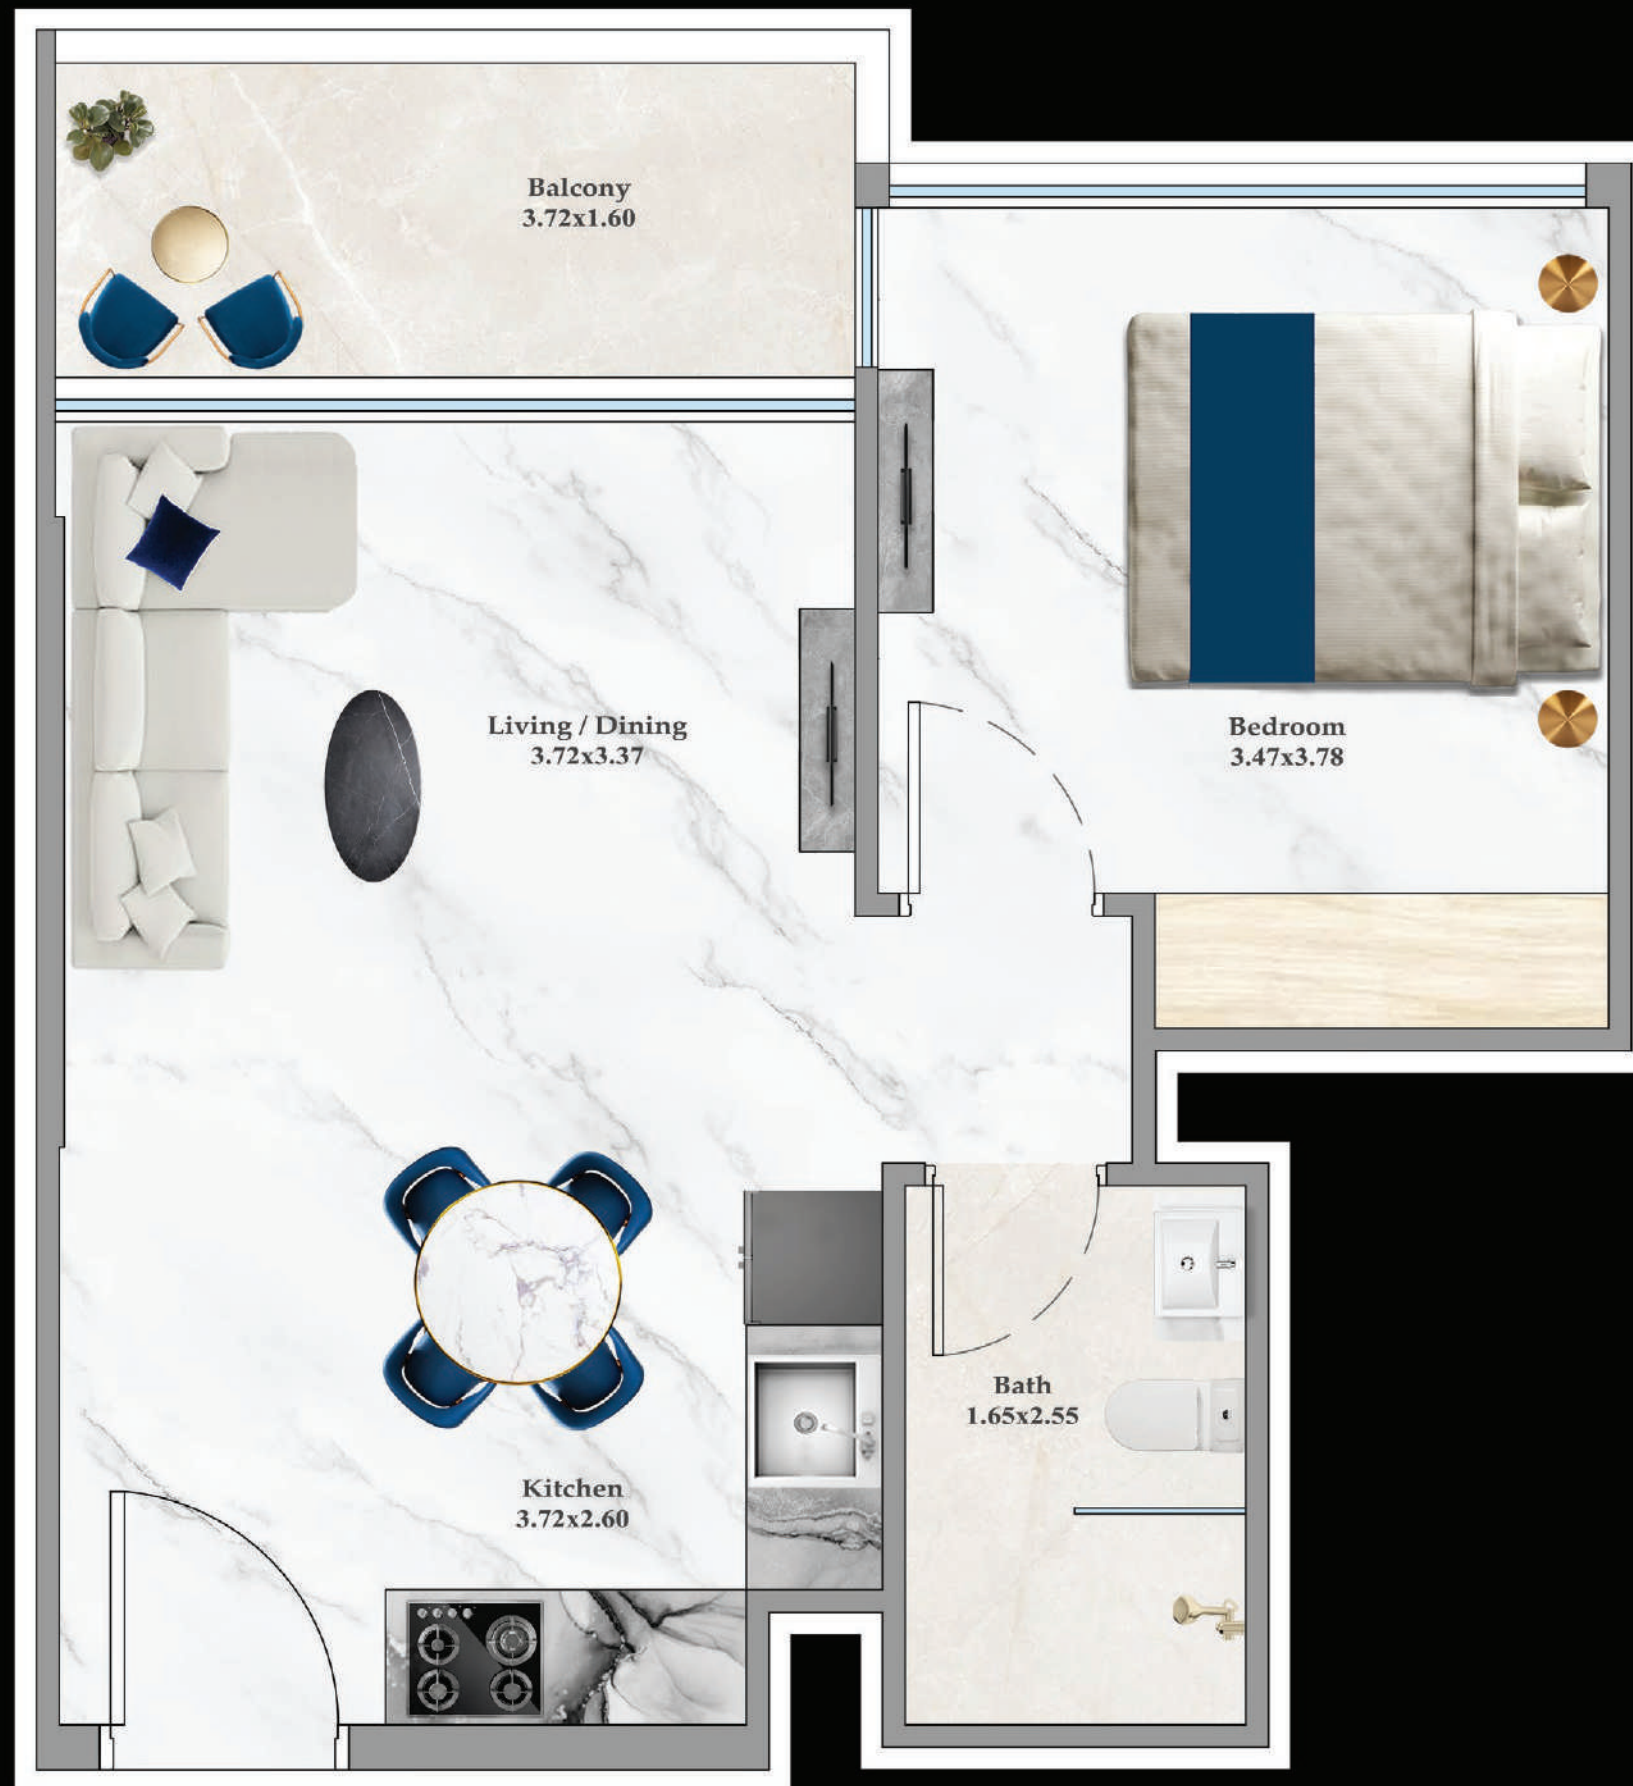 Balcony
3.72x1.60
Living / Dining
3.72x3.37
Bedroom
3.47x3.78
Bath
1.65x2.55
Kitchen
3.72x2.60